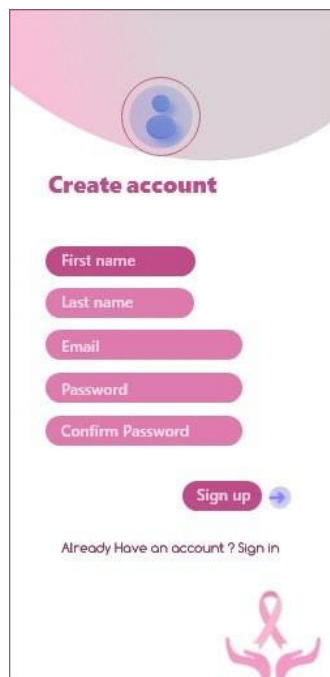 Create account
First name
Last name
Email
Password
Confirm Password
Sign up
Already Have an account ? Sign in